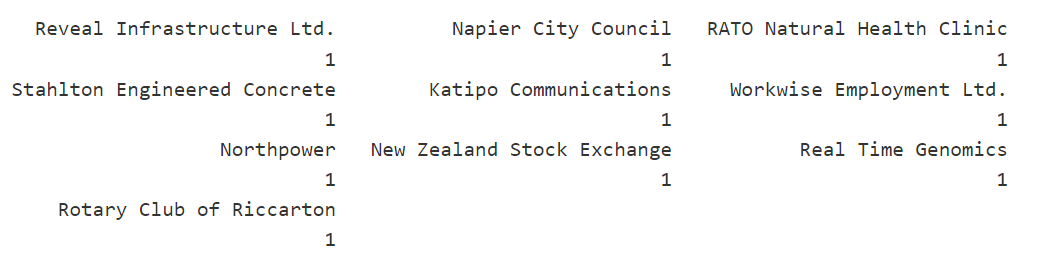 Reveal Infrastructure Ltd. Napier City Council RATO Natural Health Clinic
1 1 1
Stahlton Engineered Concrete Katipo Communications Workwise Employment Ltd.
1 1 1
Northpower New Zealand Stock Exchange Real Time Genomics
1 1 1
Rotary Club of Riccarton
1